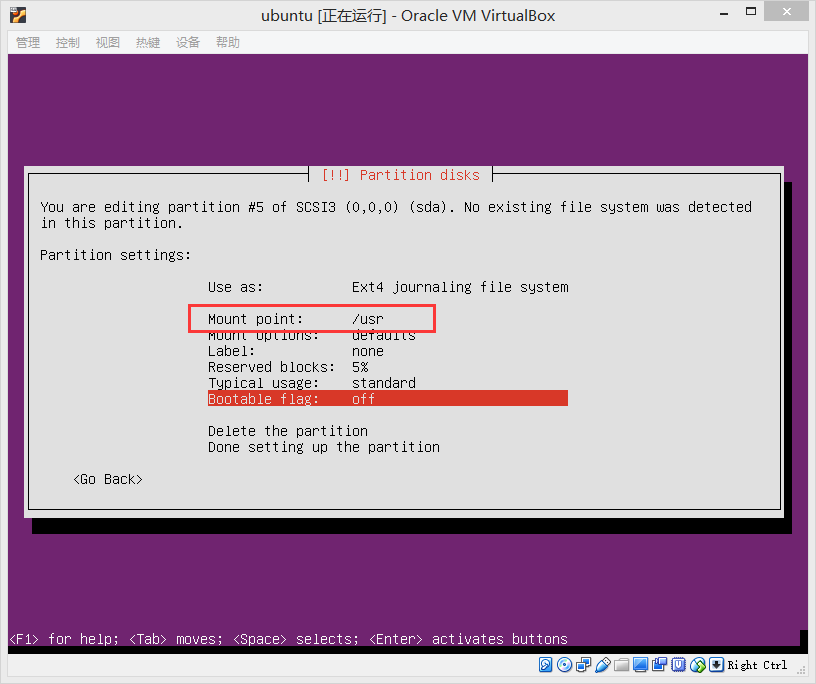 ubuntu [正在运行] - Oracle VM VirtualBox
管理 控制 视图 热键 设备 帮助
[!!] Partition disks
You are editing partition #5 of SCSI3 (0,0,0) (sda). No existing file system was detected
in this partition.
Partition settings:
Use as: Ext4 journaling file system
Mount point: /usr
Mount options: defaults
Label: none
Reserved blocks: 5%
Typical usage: standard
Bootable flag: off
Delete the partition
Done setting up the partition
<Go Back>
<F1> for help; <Tab> moves; <Space> selects; <Enter> activates buttons
Right Ctrl